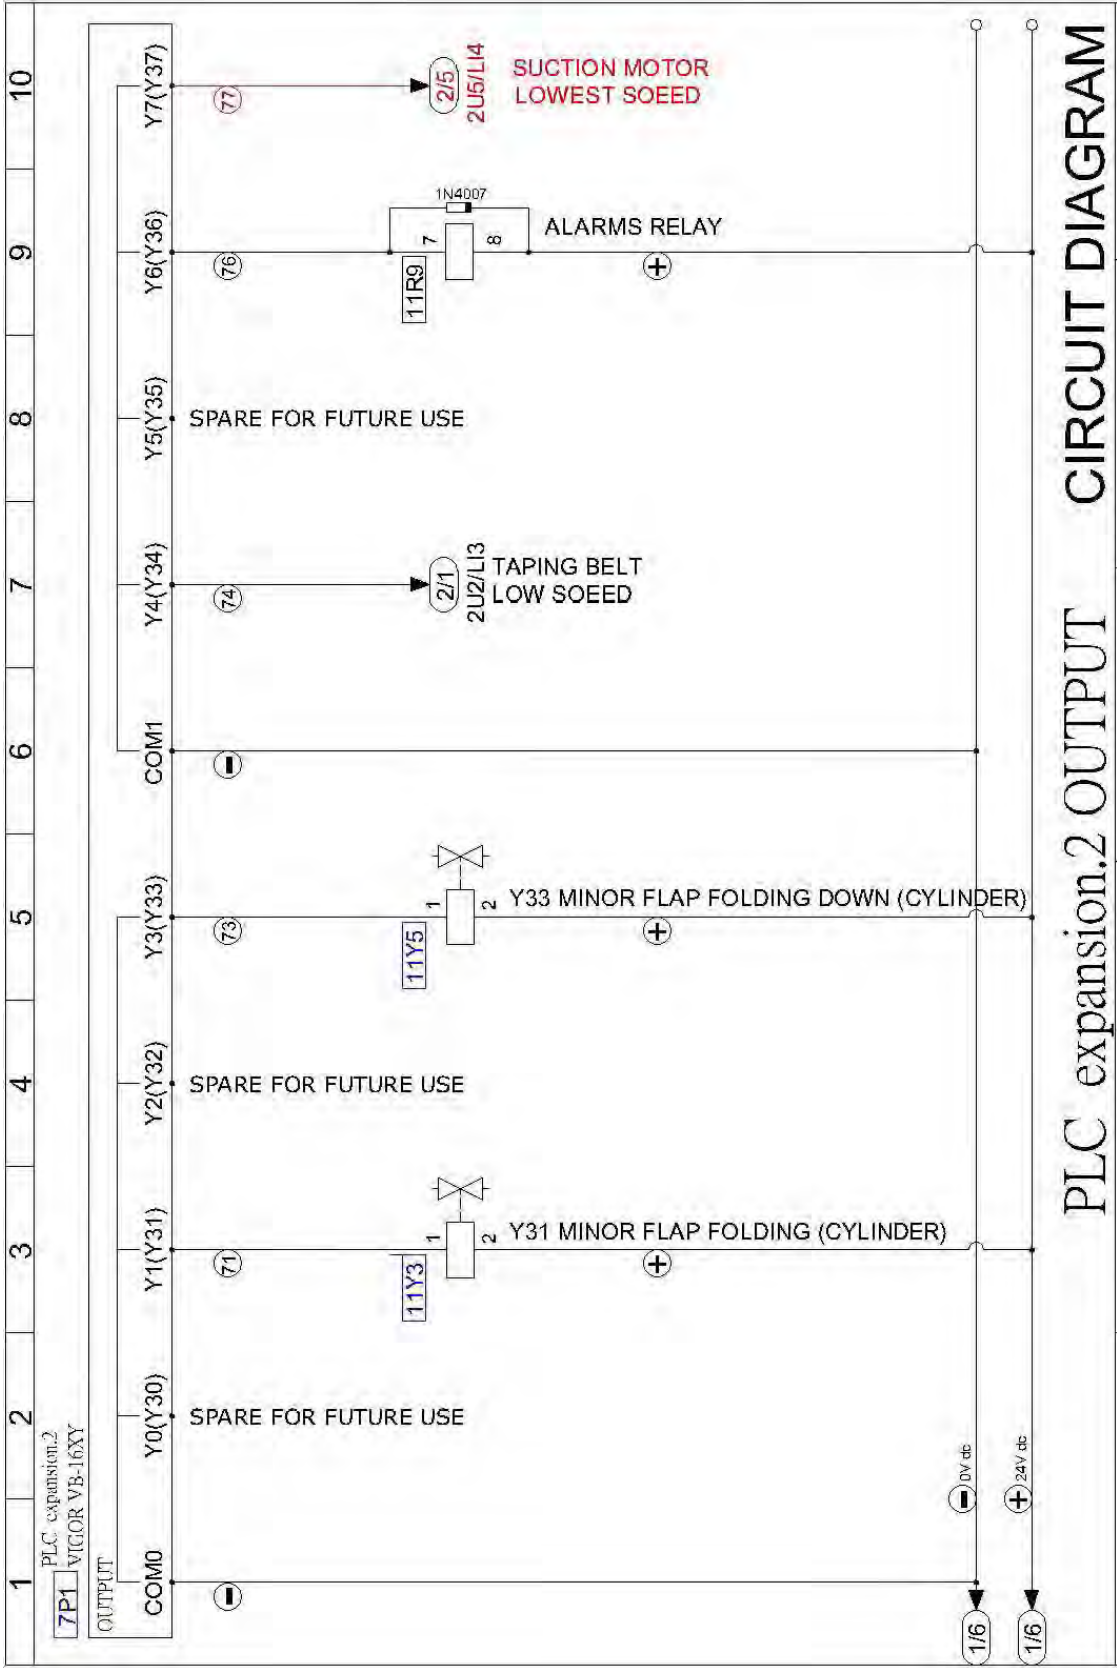 1
2
3
4
5
6
7
8
9
10
7P1
PLC expansion.2
VIGOR VB-16XY
OUTPUT
COM0
Y0(Y30)
Y1(Y31)
Y2(Y32)
Y3(Y33)
COM1
Y4(Y34)
Y5(Y35)
Y6(Y36)
Y7(Y37)
−
SPARE FOR FUTURE USE
71
11Y3
1
2
Y31 MINOR FLAP FOLDING (CYLINDER)
+
SPARE FOR FUTURE USE
73
11Y5
1
2
Y33 MINOR FLAP FOLDING DOWN (CYLINDER)
+
−
74
2/1
2U2/LI3
TAPING BELT
LOW SOEED
SPARE FOR FUTURE USE
76
11R9
7
8
1N4007
ALARMS RELAY
+
77
2/5
2U5/LI4
SUCTION MOTOR
LOWEST SOEED
− 0V dc
+ 24V dc
1/6
1/6
PLC expansion.2 OUTPUT
CIRCUIT DIAGRAM